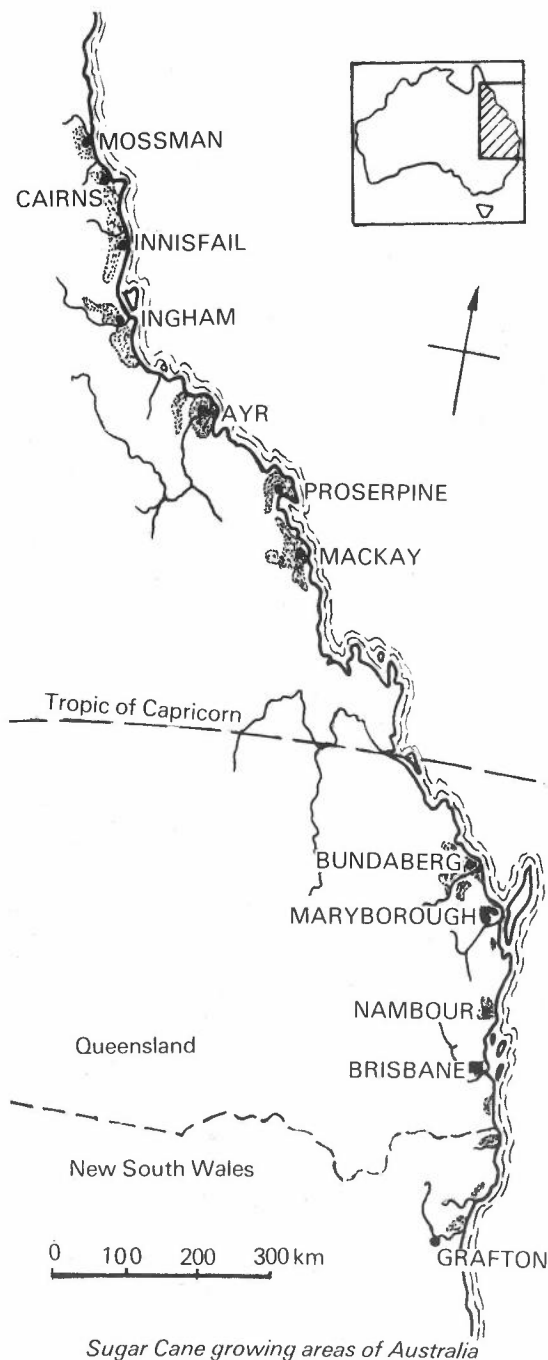 MOSSMAN
CAIRNS
INNISFAIL
INGHAM
AYR
PROSERPINE
MACKAY
Tropic of Capricorn
BUNDABERG
MARYBOROUGH
NAMBOUR
Queensland
BRISBANE
New South Wales
0 100 200 300 km
GRAFTON
Sugar Cane growing areas of Australia